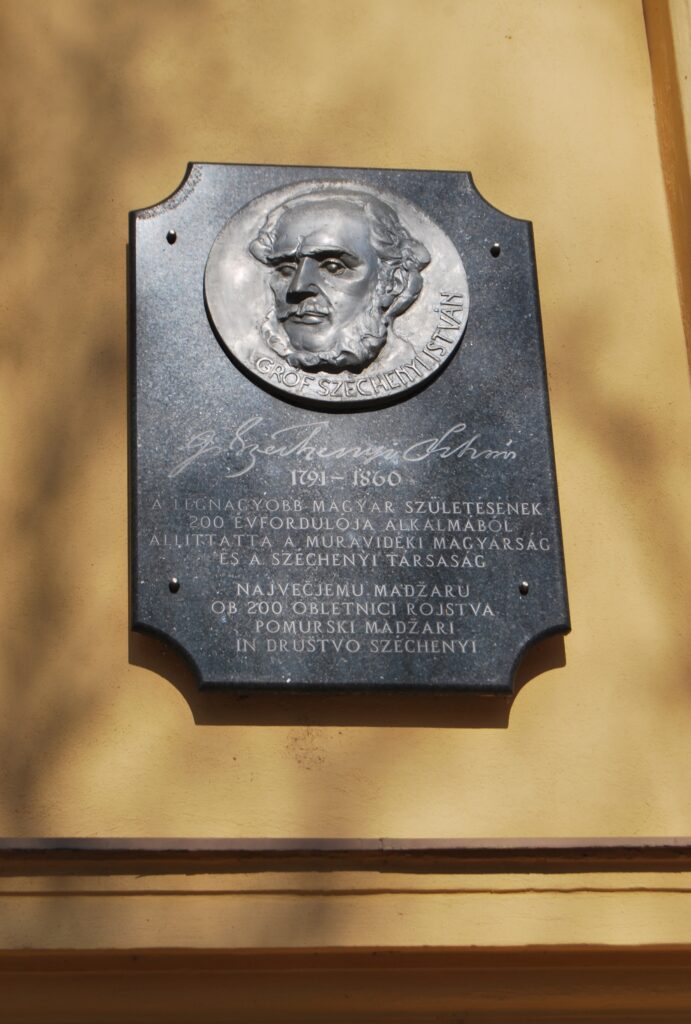 GRÓF SZÉCHENYI ISTVÁN
Gr Széchenyi István
1791 – 1860
A LEGNAGYOBB MAGYAR SZÜLETÉSÉNEK
200 ÉVFORDULÓJA ALKALMÁBÓL
ÁLLITTATTA A MURAVIDÉKI MAGYARSÁG
ÉS A SZÉCHENYI TÁRSASÁG
NAJVEČJEMU MADŽARU
OB 200 OBLETNICI ROJSTVA
POMURSKI MADŽARI
IN DRUŠTVO SZÉCHENYI